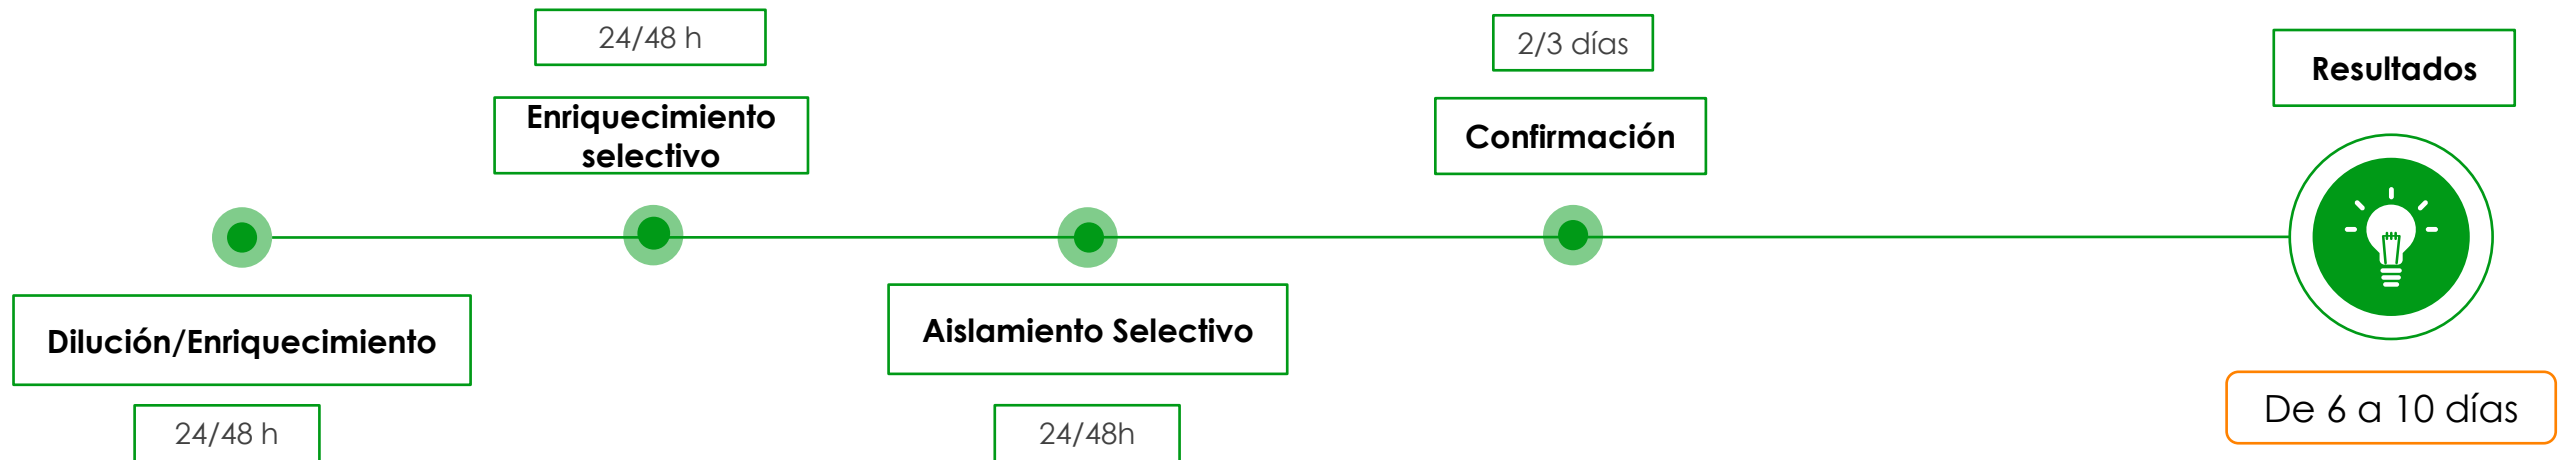 24/48 h
Enriquecimiento
selectivo
2/3 días
Confirmación
Resultados
Dilución/Enriquecimiento
24/48 h
Aislamiento Selectivo
24/48h
De 6 a 10 días